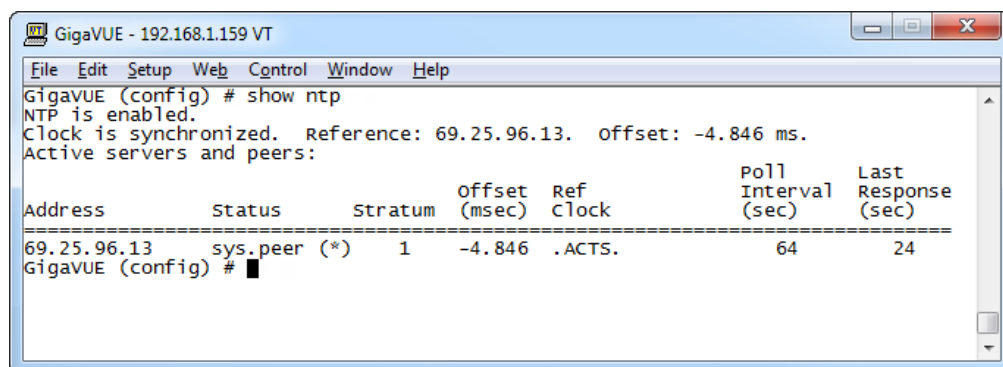 GigaVUE - 192.168.1.159 VT
File Edit Setup Web Control Window Help
GigaVUE (config) # show ntp
NTP is enabled.
Clock is synchronized.  Reference: 69.25.96.13.  Offset: -4.846 ms.
Active servers and peers:
Poll Last
Offset Ref Interval Response
Address Status Stratum (msec) Clock (sec) (sec)
================================================================================
69.25.96.13 sys.peer (*) 1 -4.846 .ACTS. 64 24
GigaVUE (config) #